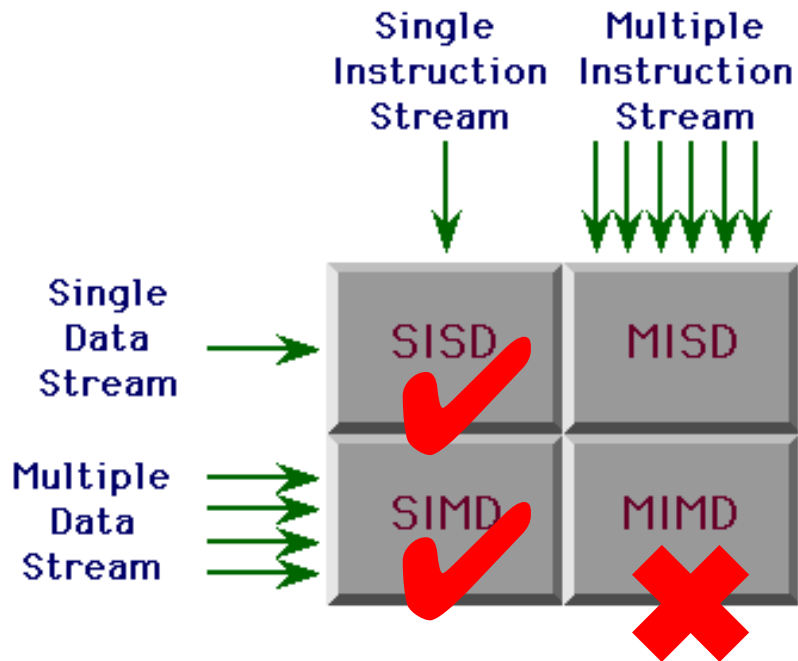 Single
Instruction
Stream
Multiple
Instruction
Stream
Single
Data
Stream
SISD
MISD
Multiple
Data
Stream
SIMD
MIMD